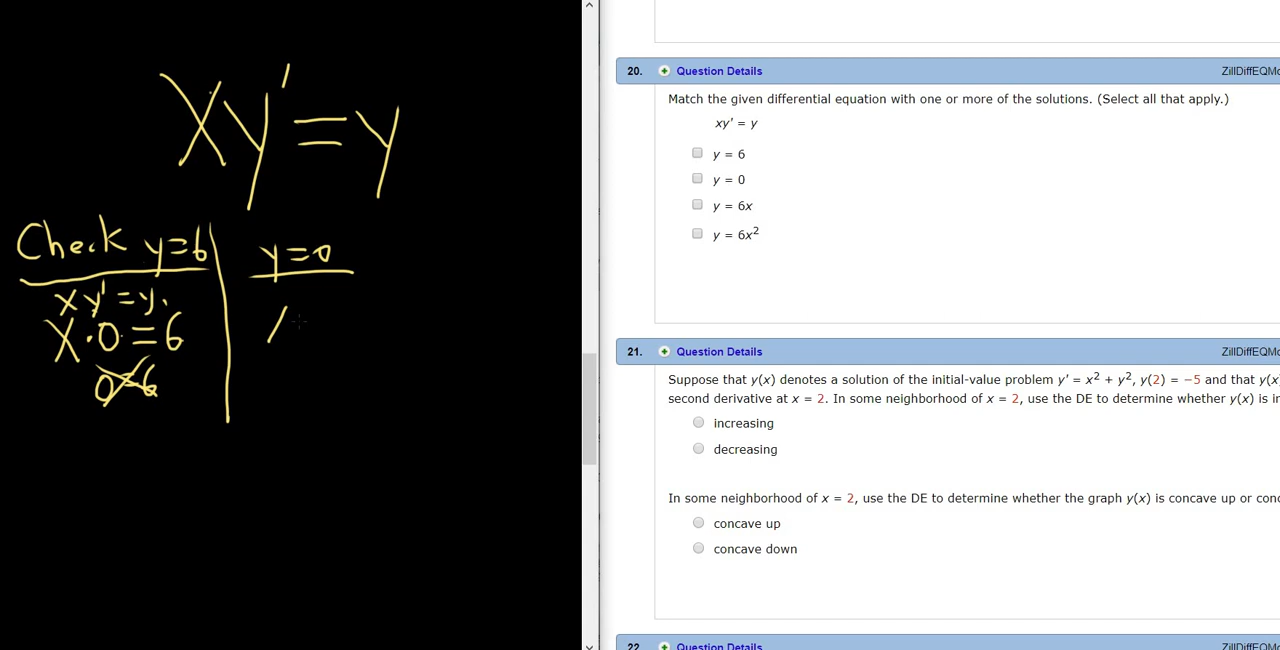 xy' = y
Check y=6
xy' = y
x·0=6
0=6
y=0
20. Question Details ZillDiffEQMo
Match the given differential equation with one or more of the solutions. (Select all that apply.)
xy' = y
y = 6
y = 0
y = 6x
y = 6x²
21. Question Details ZillDiffEQMo
Suppose that y(x) denotes a solution of the initial-value problem y' = x² + y², y(2) = −5 and that y(x
second derivative at x = 2. In some neighborhood of x = 2, use the DE to determine whether y(x) is in
increasing
decreasing
In some neighborhood of x = 2, use the DE to determine whether the graph y(x) is concave up or conc
concave up
concave down
22 Question Details ZillDiffEQMo